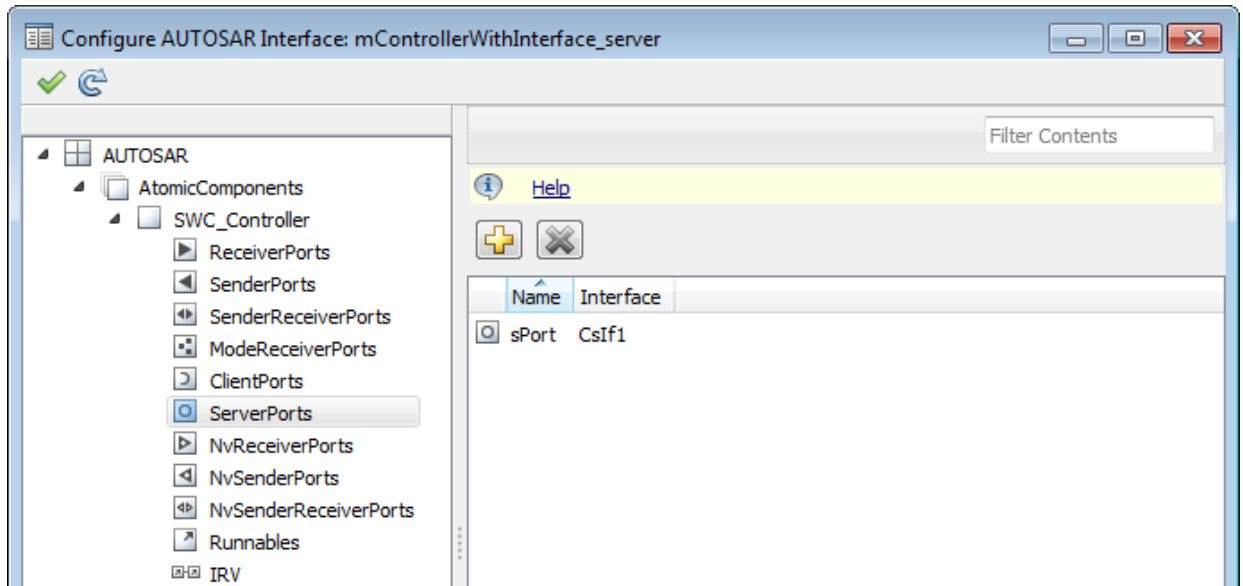 Configure AUTOSAR Interface: mControllerWithInterface_server
Filter Contents
AUTOSAR
AtomicComponents
SWC_Controller
ReceiverPorts
SenderPorts
SenderReceiverPorts
ModeReceiverPorts
ClientPorts
ServerPorts
NvReceiverPorts
NvSenderPorts
NvSenderReceiverPorts
Runnables
IRV
Help
Name Interface
sPort CsIf1